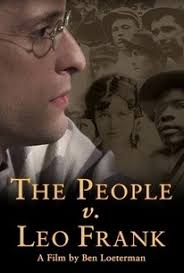 THE PEOPLE
v.
LEO FRANK
A Film by Ben Loeterman